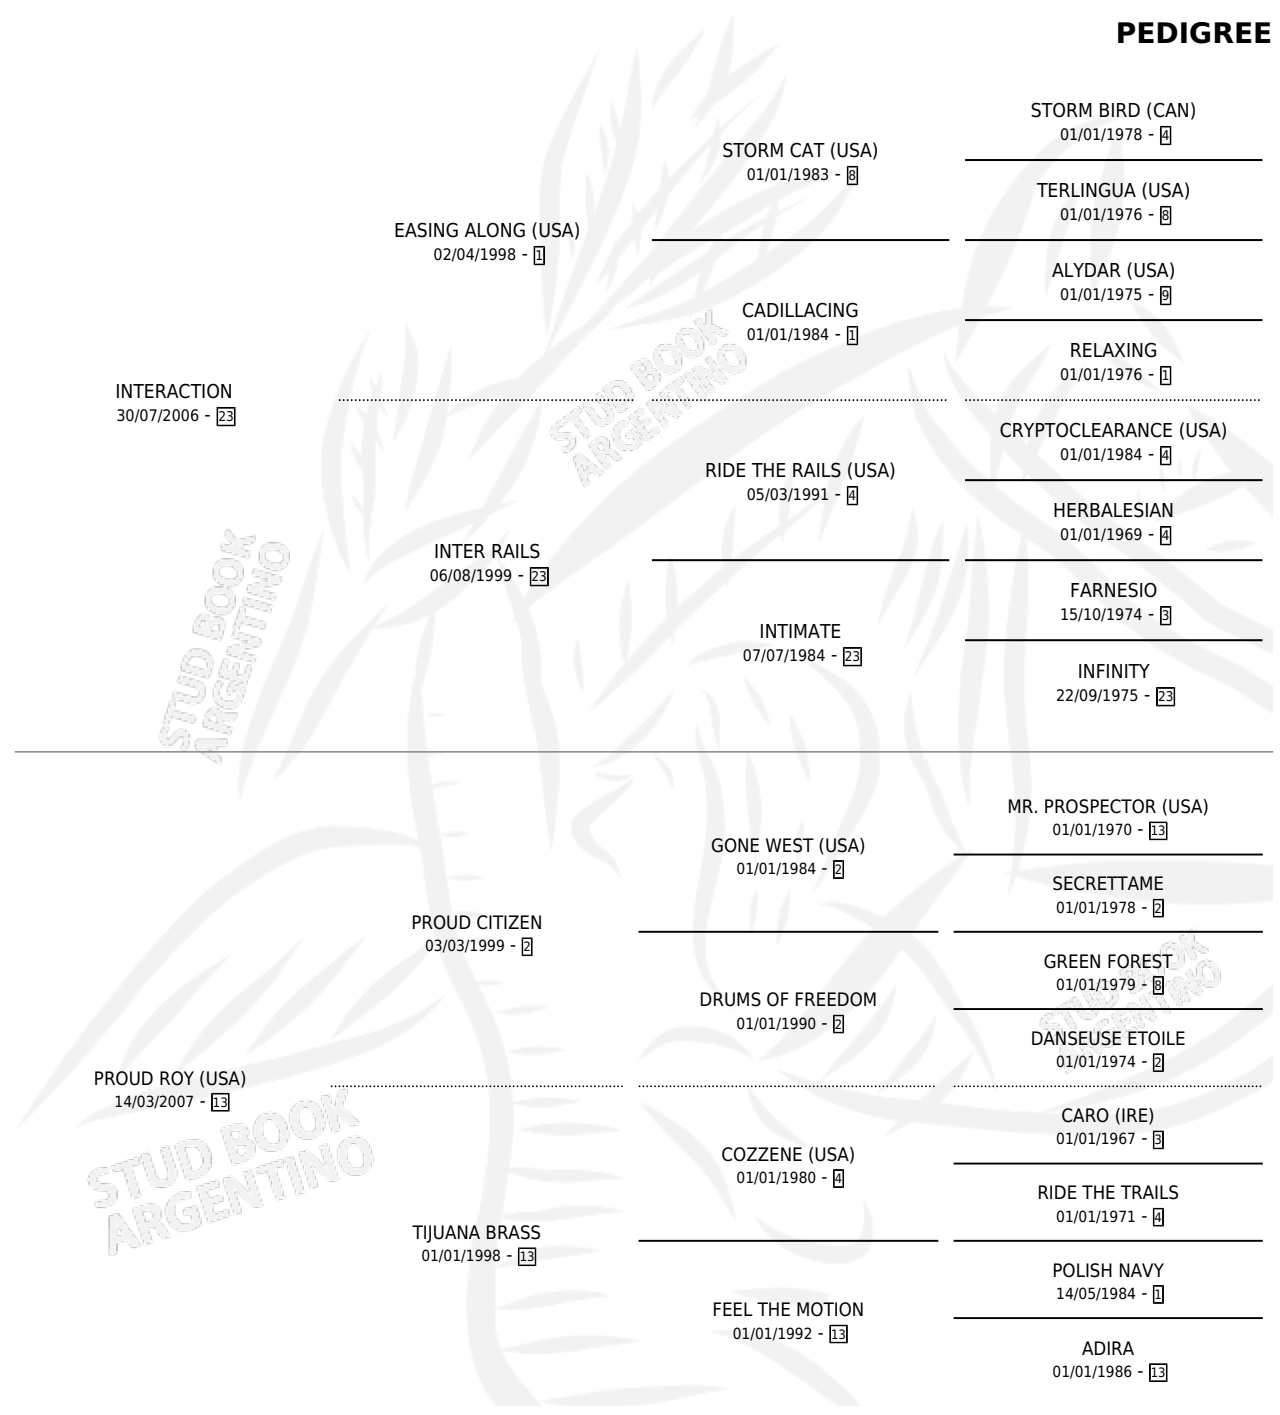 PEDIGREE
STORM BIRD (CAN)
01/01/1978 - 4
STORM CAT (USA)
01/01/1983 - 8
TERLINGUA (USA)
01/01/1976 - 8
EASING ALONG (USA)
02/04/1998 - 1
ALYDAR (USA)
01/01/1975 - 9
CADILLACING
01/01/1984 - 1
RELAXING
01/01/1976 - 1
INTERACTION
30/07/2006 - 23
CRYPTOCLEARANCE (USA)
01/01/1984 - 4
RIDE THE RAILS (USA)
05/03/1991 - 4
HERBALESIAN
01/01/1969 - 4
INTER RAILS
06/08/1999 - 23
FARNESIO
15/10/1974 - 3
INTIMATE
07/07/1984 - 23
INFINITY
22/09/1975 - 23
MR. PROSPECTOR (USA)
01/01/1970 - 13
GONE WEST (USA)
01/01/1984 - 2
SECRETTAME
01/01/1978 - 2
PROUD CITIZEN
03/03/1999 - 2
GREEN FOREST
01/01/1979 - 8
DRUMS OF FREEDOM
01/01/1990 - 2
DANSEUSE ETOILE
01/01/1974 - 2
PROUD ROY (USA)
14/03/2007 - 13
CARO (IRE)
01/01/1967 - 3
COZZENE (USA)
01/01/1980 - 4
RIDE THE TRAILS
01/01/1971 - 4
TIJUANA BRASS
01/01/1998 - 13
POLISH NAVY
14/05/1984 - 1
FEEL THE MOTION
01/01/1992 - 13
ADIRA
01/01/1986 - 13
STUD BOOK
ARGENTINO
STUD BOOK
ARGENTINO
STUD BOOK
ARGENTINO
STUD BOOK
ARGENTINO